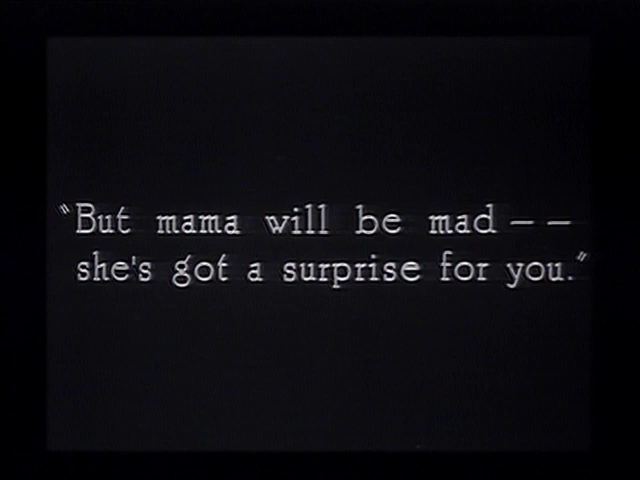 "But mama will be mad — —
she's got a surprise for you."